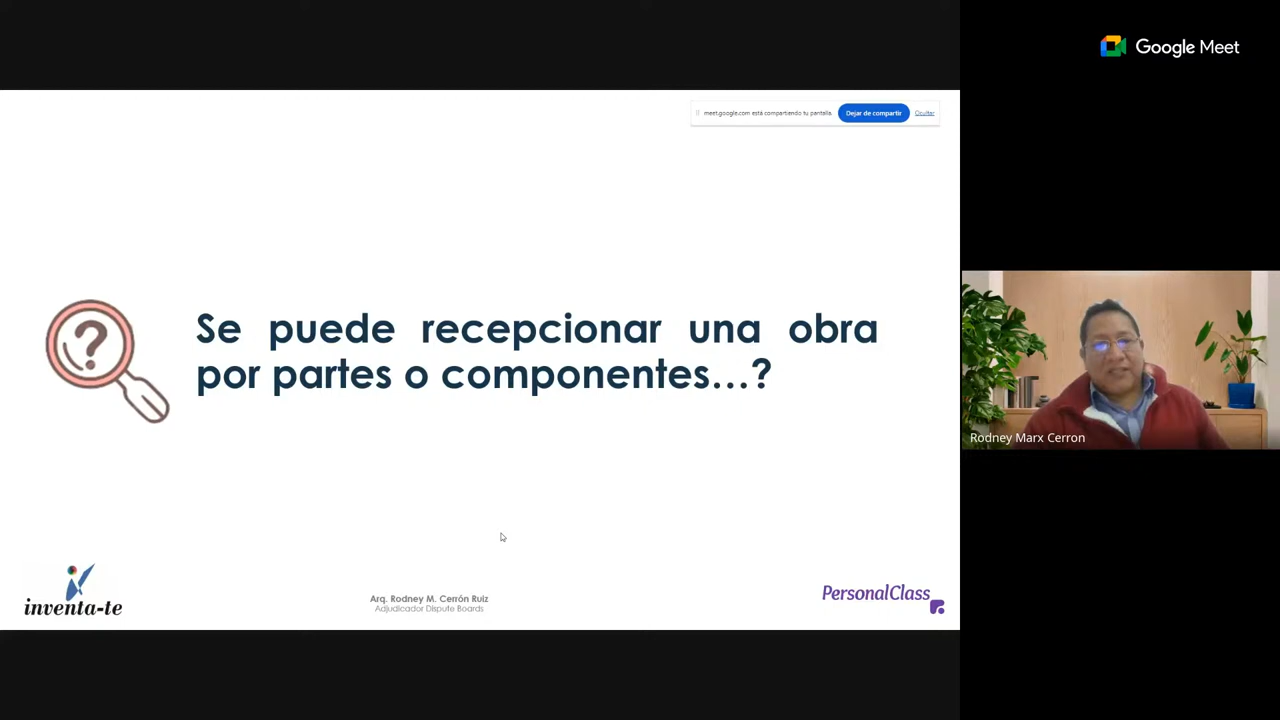 Google Meet
meet.google.com está compartiendo tu pantalla.
Dejar de compartir
Ocultar
?
Se puede recepcionar una obra
por partes o componentes...?
Rodney Marx Cerron
inventa-te
Arq. Rodney M. Cerrón Ruiz
Adjudicador Dispute Boards
PersonalClass